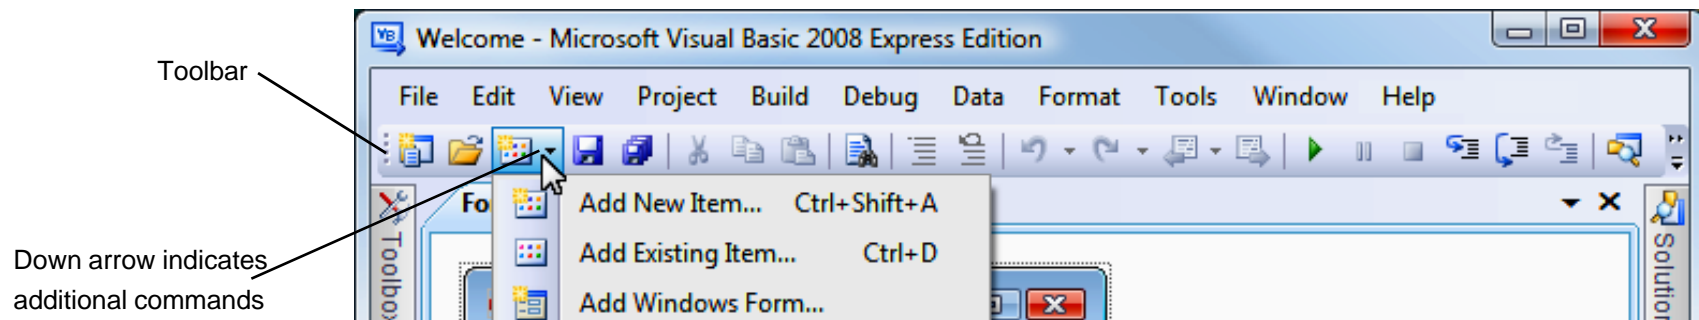 VB Welcome - Microsoft Visual Basic 2008 Express Edition
Toolbar
File Edit View Project Build Debug Data Format Tools Window Help
Fo
Add New Item... Ctrl+Shift+A
Toolbox
Solution
Down arrow indicates
additional commands
Add Existing Item... Ctrl+D
Add Windows Form...